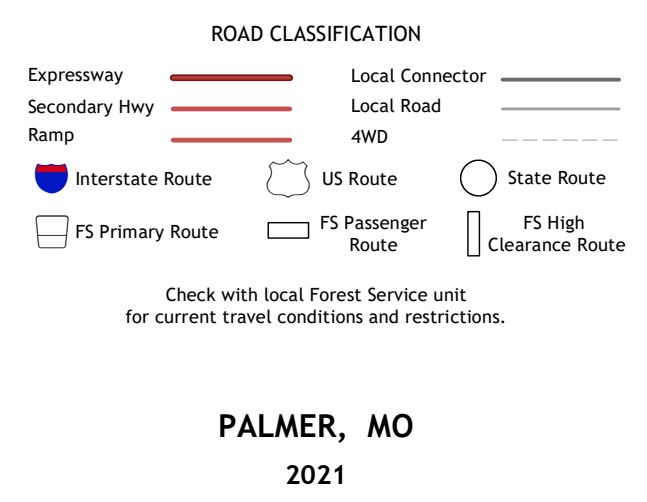 ROAD CLASSIFICATION
Expressway
Local Connector
Secondary Hwy
Local Road
Ramp
4WD
Interstate Route
US Route
State Route
FS Primary Route
FS Passenger
Route
FS High
Clearance Route
Check with local Forest Service unit
for current travel conditions and restrictions.
PALMER, MO
2021